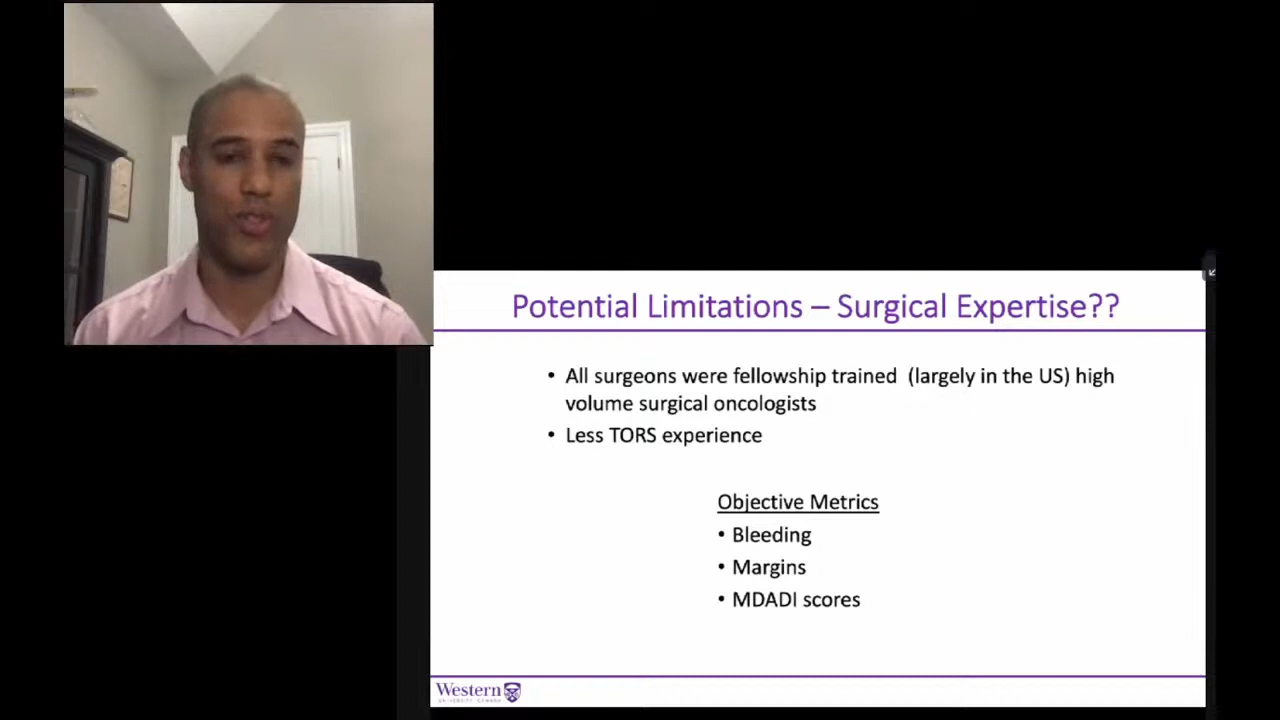 Potential Limitations – Surgical Expertise??
• All surgeons were fellowship trained (largely in the US) high
volume surgical oncologists
• Less TORS experience
Objective Metrics
• Bleeding
• Margins
• MDADI scores
Western